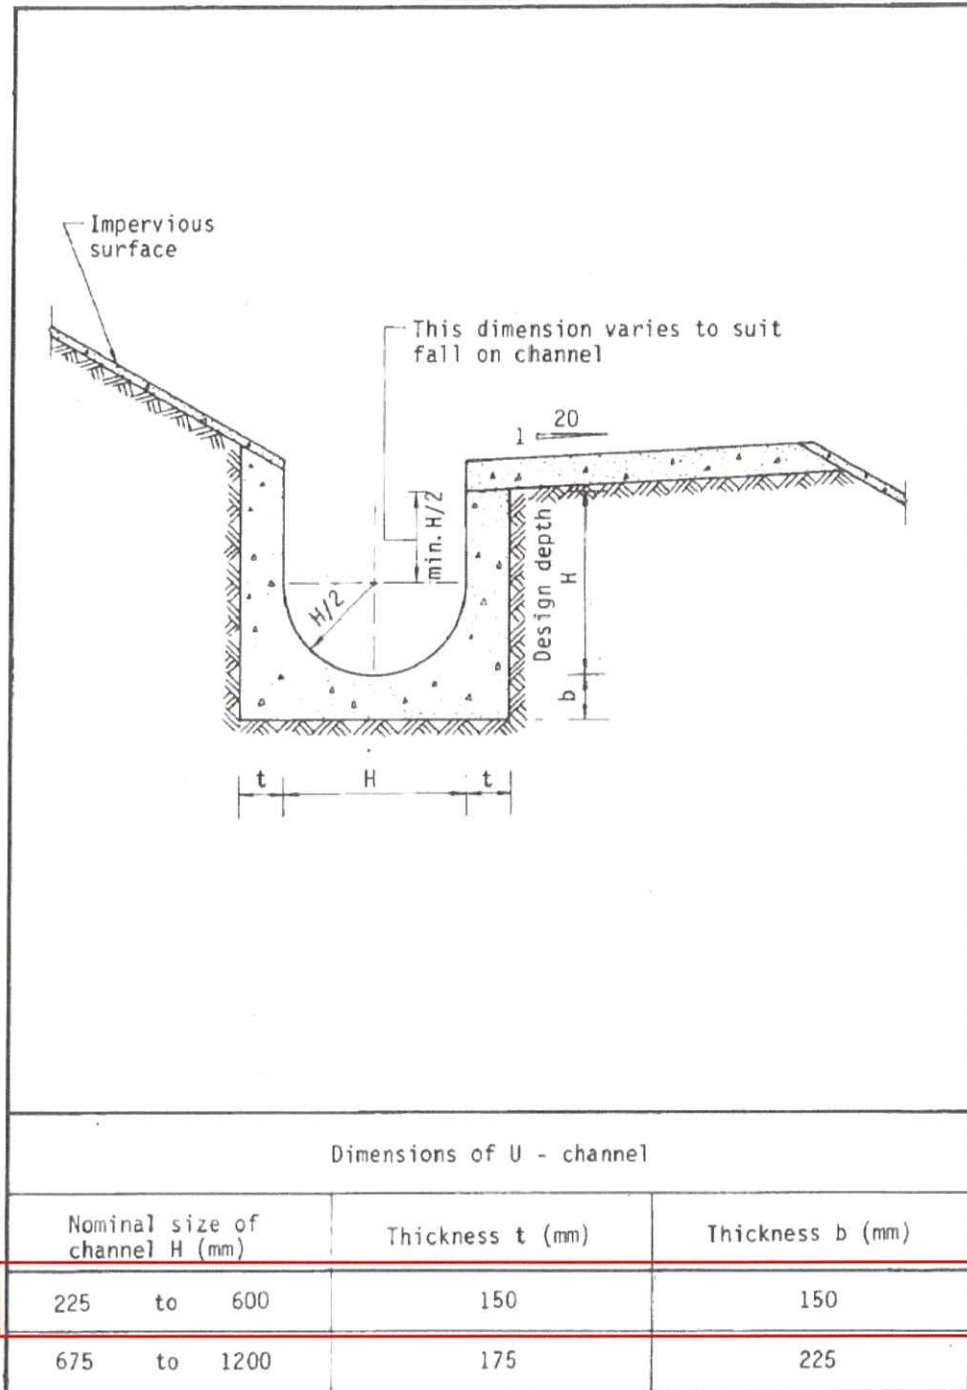 Impervious
surface
This dimension varies to suit
fall on channel
1 20
min. H/2
H/2
Design depth
H
b
t H t
Dimensions of U - channel
Nominal size of
channel H (mm)
Thickness t (mm)
Thickness b (mm)
225 to 600 150 150
675 to 1200 175 225